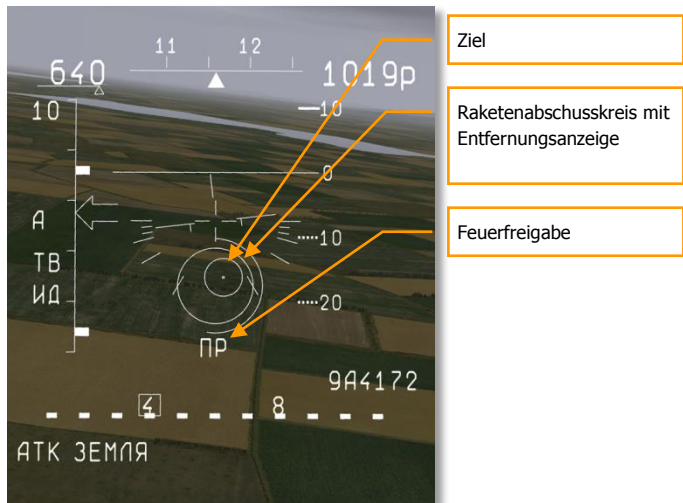 11 12
640
1019р
10
10
0
А
ТВ
ИД
10
20
ПР
9А4172
4 8
АТК ЗЕМЛЯ
Ziel
Raketenabschusskreis mit
Entfernungsanzeige
Feuerfreigabe